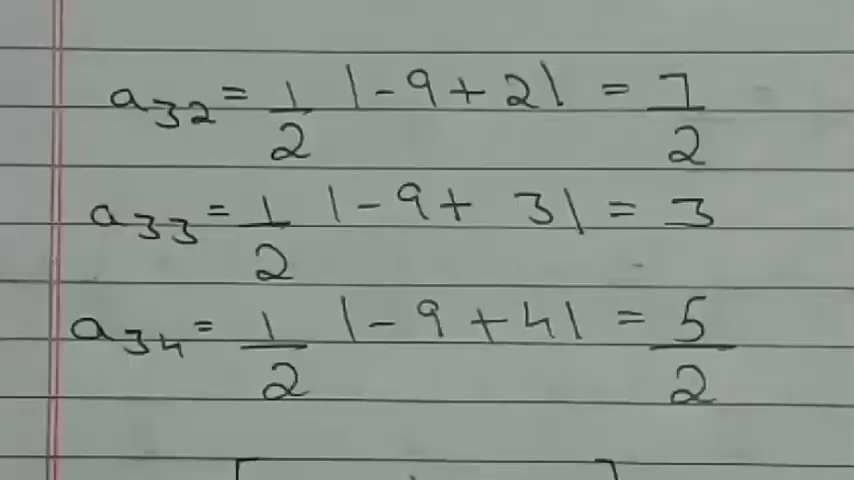 a₃₂ = 1/2 |-9+2| = 7/2
a₃₃ = 1/2 |-9+ 3| = 3
a₃₄ = 1/2 |-9+4| = 5/2